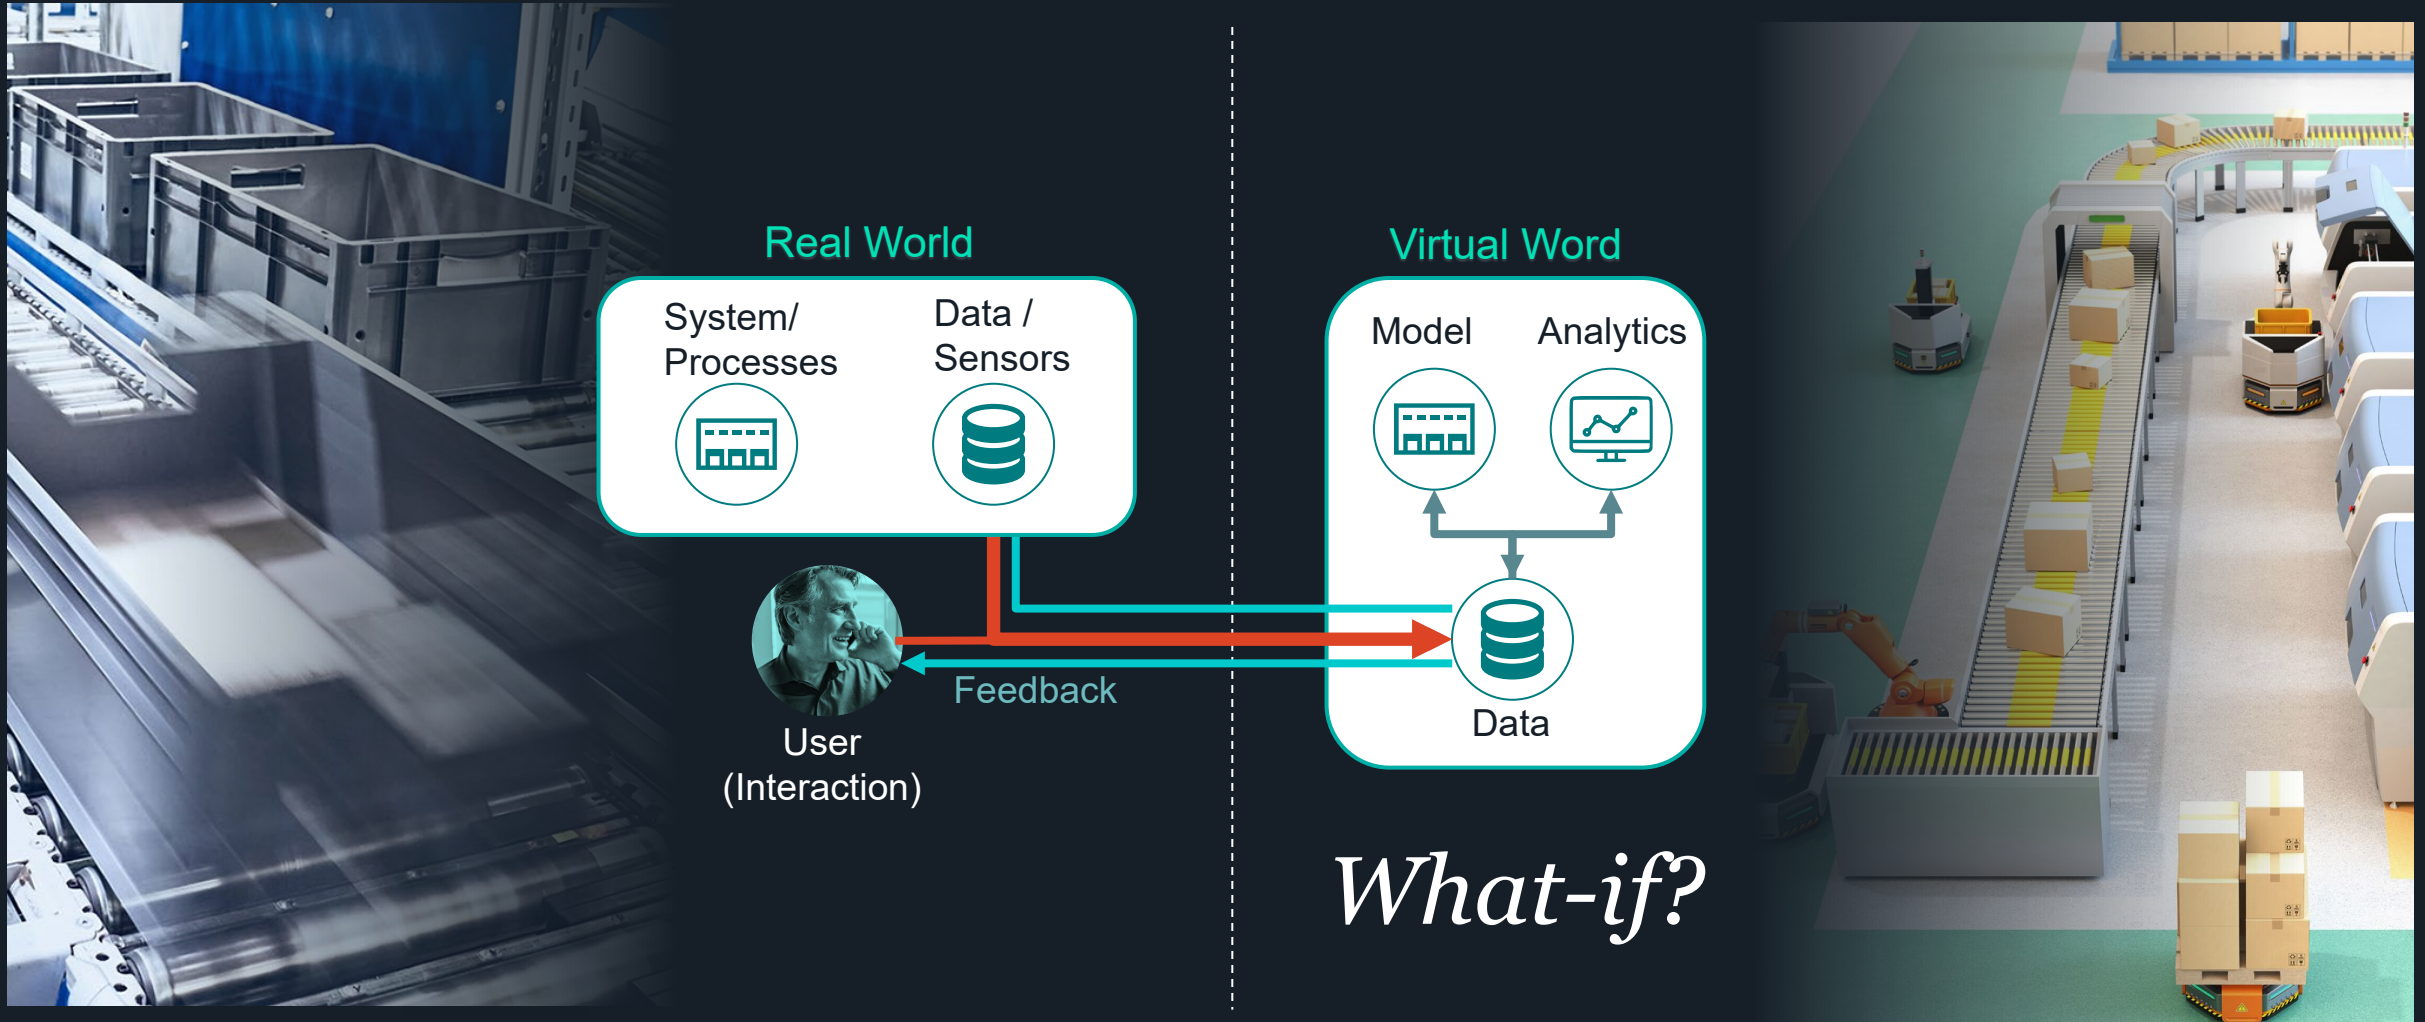 Real World
System/
Processes
Data /
Sensors
User
(Interaction)
Feedback
Virtual Word
Model
Analytics
Data
What-if?